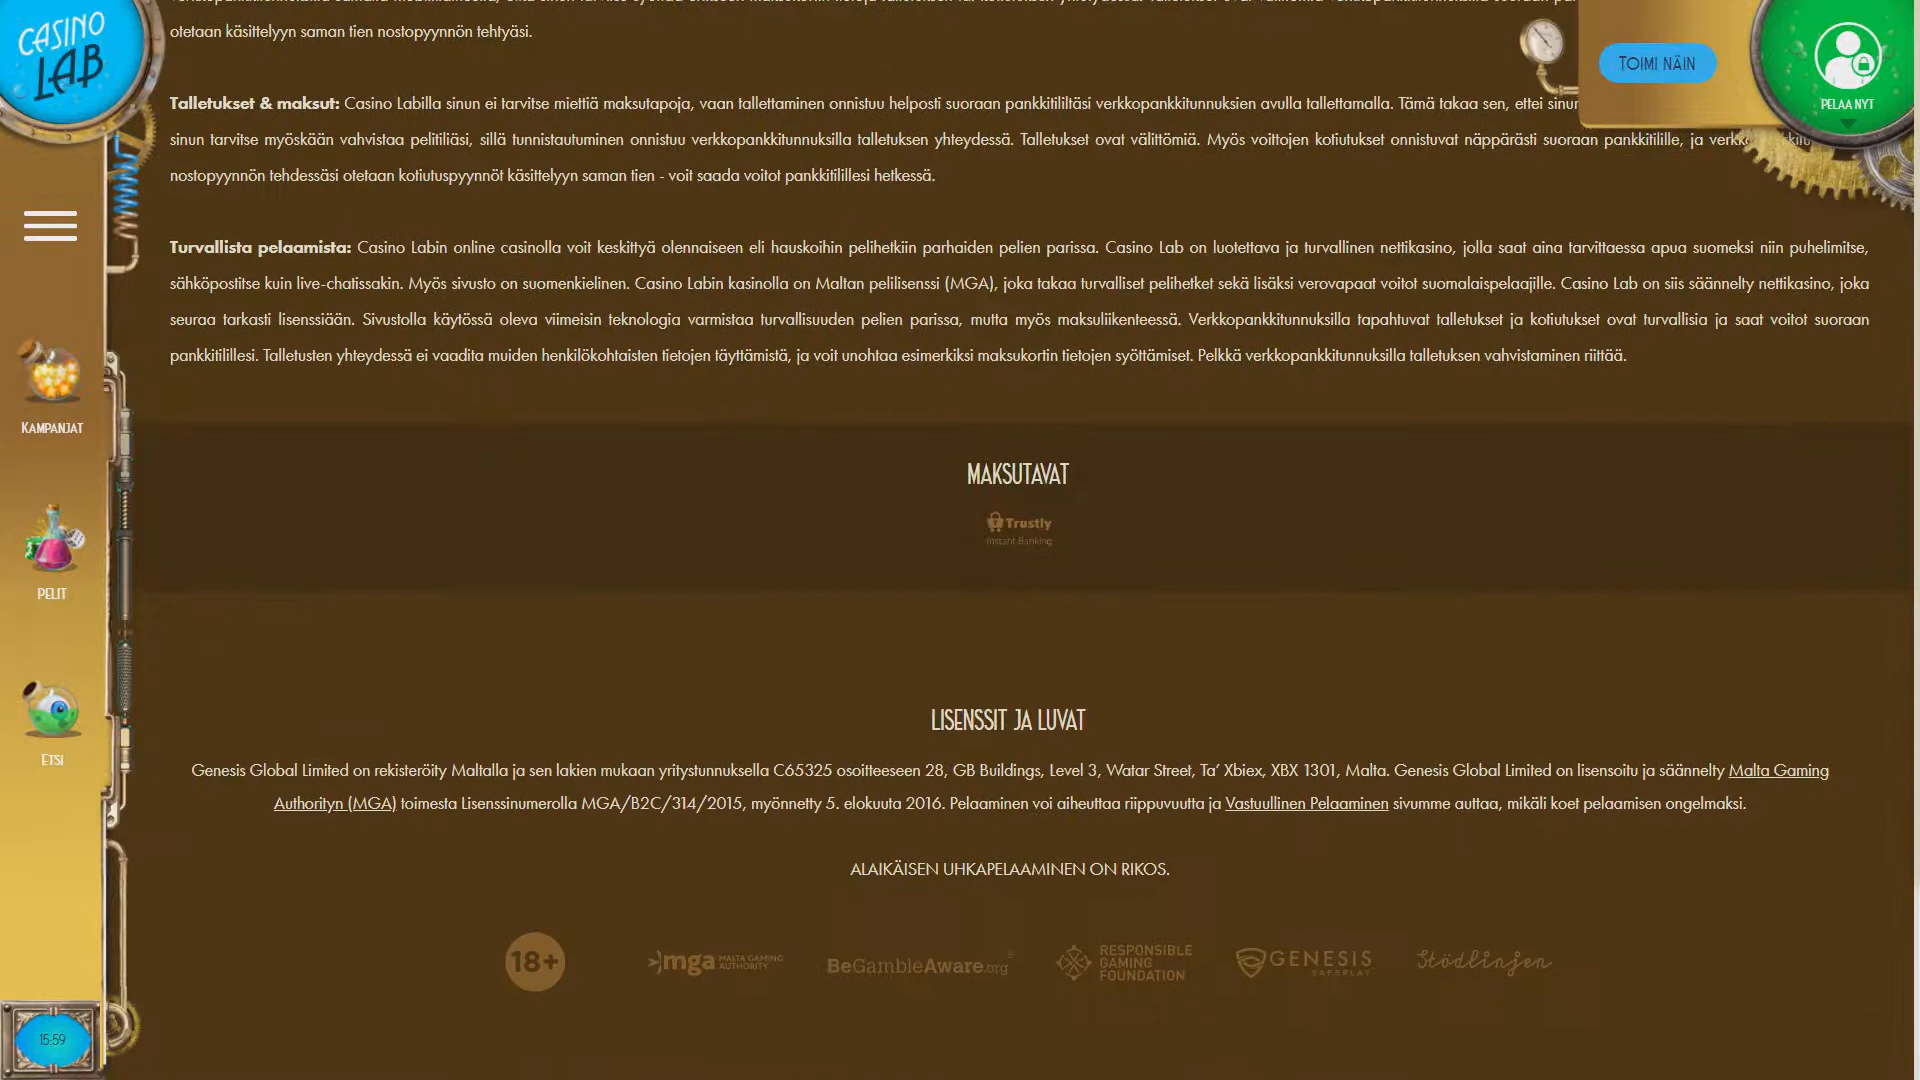 CASINO LAB
otetaan käsittelyyn saman tien nostopyynnön tehtyäsi.
TOIMI NÄIN
PELAA NYT
Talletukset & maksut: Casino Labilla sinun ei tarvitse miettiä maksutapoja, vaan tallettaminen onnistuu helposti suoraan pankkitililtäsi verkkopankkitunnuksien avulla tallettamalla. Tämä takaa sen, ettei sinun
sinun tarvitse myöskään vahvistaa pelitiliäsi, sillä tunnistautuminen onnistuu verkkopankkitunnuksilla talletuksen yhteydessä. Talletukset ovat välittömiä. Myös voittojen kotiutukset onnistuvat näppärästi suoraan pankkitilille, ja
nostopyynnön tehdessäsi otetaan kotiutuspyynnöt käsittelyyn saman tien - voit saada voitot pankkitilillesi hetkessä.
Turvallista pelaamista: Casino Labin online casinolla voit keskittyä olennaiseen eli hauskoihin pelihetkiin parhaiden pelien parissa. Casino Lab on luotettava ja turvallinen nettikasino, jolla saat aina tarvittaessa apua suomeksi niin puhelimitse,
sähköpostitse kuin live-chatissakin. Myös sivusto on suomenkielinen. Casino Labin kasinolla on Maltan pelilisenssi (MGA), joka takaa turvalliset pelihetket sekä lisäksi verovapaat voitot suomalaispelaajille. Casino Lab on siis säännelty nettikasino, joka
seuraa tarkasti lisenssiään. Sivustolla käytössä oleva viimeisin teknologia varmistaa turvallisuuden pelien parissa, mutta myös maksuliikenteessä. Verkkopankkitunnuksilla tapahtuvat talletukset ja kotiutukset ovat turvallisia ja saat voitot suoraan
pankkitilillesi. Talletusten yhteydessä ei vaadita muiden henkilökohtaisten tietojen täyttämistä, ja voit unohtaa esimerkiksi maksukortin tietojen syöttämiset. Pelkkä verkkopankkitunnuksilla talletuksen vahvistaminen riittää.
KAMPANJAT
PELIT
ETSI
15:59
MAKSUTAVAT
Trustly
Instant Banking
LISENSSIT JA LUVAT
Genesis Global Limited on rekisteröity Maltalla ja sen lakien mukaan yritystunnuksella C65325 osoitteeseen 28, GB Buildings, Level 3, Watar Street, Ta’ Xbiex, XBX 1301, Malta. Genesis Global Limited on lisensoitu ja säännelty Malta Gaming
Authorityn (MGA) toimesta Lisenssinumerolla MGA/B2C/314/2015, myönnetty 5. elokuuta 2016. Pelaaminen voi aiheuttaa riippuvuutta ja Vastuullinen Pelaaminen sivumme auttaa, mikäli koet pelaamisen ongelmaksi.
ALAIKÄISEN UHKAPELAAMINEN ON RIKOS.
18+
mga MALTA GAMING AUTHORITY
BeGambleAware.org®
RESPONSIBLE GAMING FOUNDATION
GENESIS SAFEPLAY
Stödlinjen